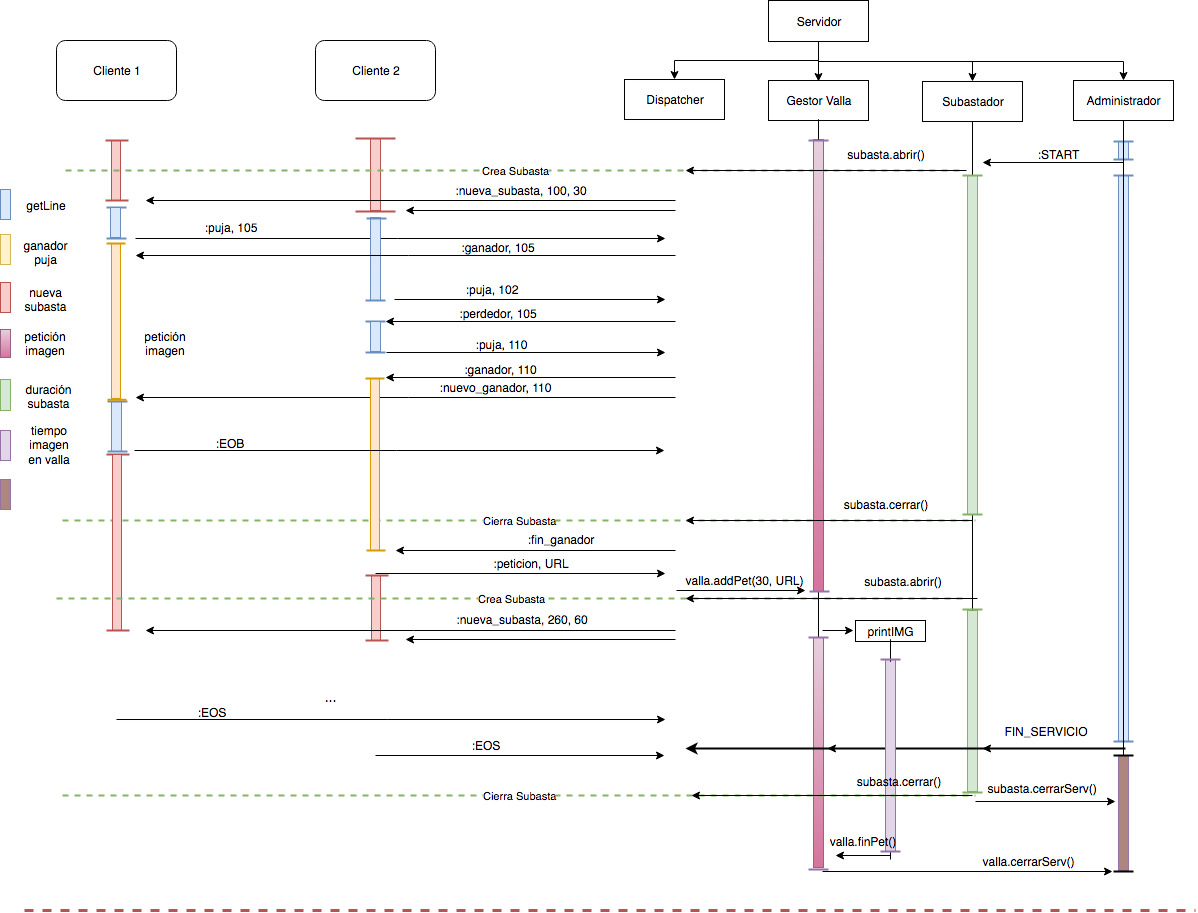 Servidor
Cliente 1
Cliente 2
Dispatcher
Gestor Valla
Subastador
Administrador
subasta.abrir()
:START
Crea Subasta
:nueva_subasta, 100, 30
getLine
:puja, 105
ganador
puja
:ganador, 105
nueva
subasta
:puja, 102
:perdedor, 105
petición
imagen
petición
imagen
:puja, 110
:ganador, 110
duración
subasta
:nuevo_ganador, 110
tiempo
imagen
en valla
:EOB
subasta.cerrar()
Cierra Subasta
:fin_ganador
:peticion, URL
valla.addPet(30, URL)
subasta.abrir()
Crea Subasta
:nueva_subasta, 260, 60
printIMG
...
:EOS
FIN_SERVICIO
:EOS
subasta.cerrar()
subasta.cerrarServ()
Cierra Subasta
valla.finPet()
valla.cerrarServ()